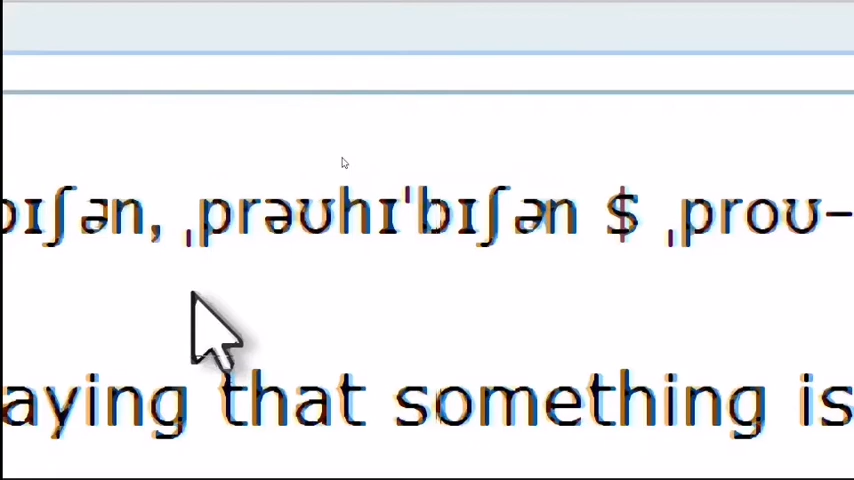 bɪʃən, ˌprəʊhɪˈbɪʃən $ ˌproʊ-
aying that something is